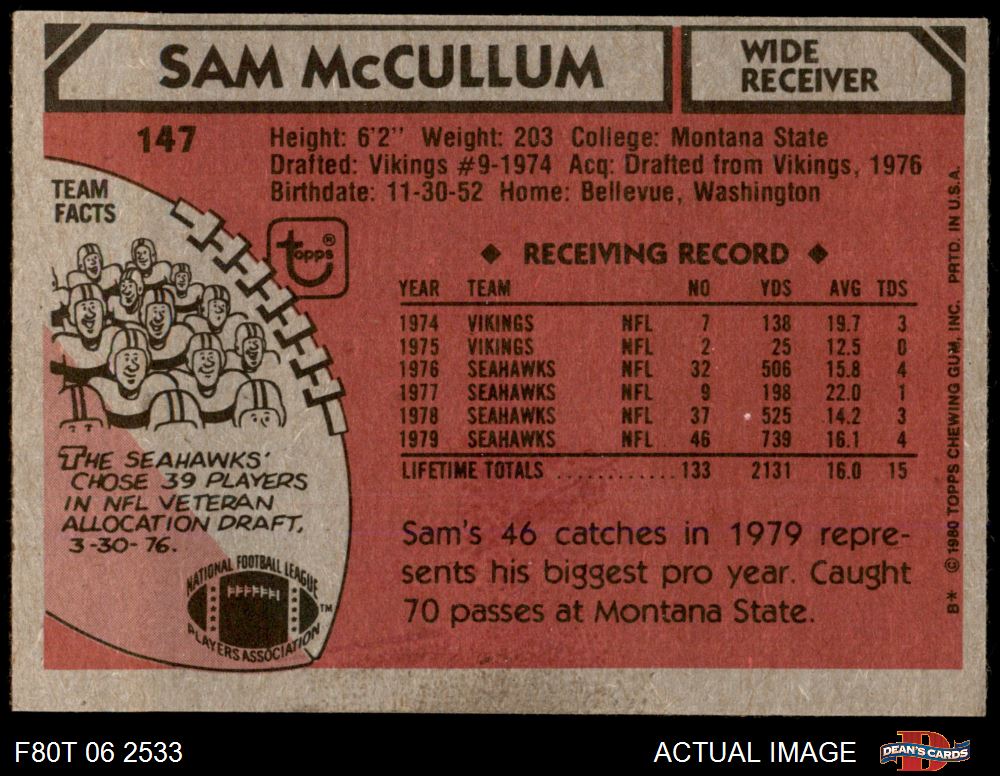 SAM McCULLUM
WIDE
RECEIVER
147
Height: 6'2" Weight: 203 College: Montana State
Drafted: Vikings #9-1974 Acq: Drafted from Vikings, 1976
Birthdate: 11-30-52 Home: Bellevue, Washington
TEAM
FACTS
topps®
◆ RECEIVING RECORD ◆
YEAR TEAM NO YDS AVG TDS
1974 VIKINGS NFL 7 138 19.7 3
1975 VIKINGS NFL 2 25 12.5 0
1976 SEAHAWKS NFL 32 506 15.8 4
1977 SEAHAWKS NFL 9 198 22.0 1
1978 SEAHAWKS NFL 37 525 14.2 3
1979 SEAHAWKS NFL 46 739 16.1 4
LIFETIME TOTALS ............ 133 2131 16.0 15
THE SEAHAWKS'
CHOSE 39 PLAYERS
IN NFL VETERAN
ALLOCATION DRAFT,
3-30-76.
NATIONAL FOOTBALL LEAGUE
PLAYERS ASSOCIATION
TM
Sam's 46 catches in 1979 repre-
sents his biggest pro year. Caught
70 passes at Montana State.
B* © 1980 TOPPS CHEWING GUM, INC. PRTD. IN U.S.A.
F80T 06 2533
ACTUAL IMAGE
D
DEAN'S CARDS